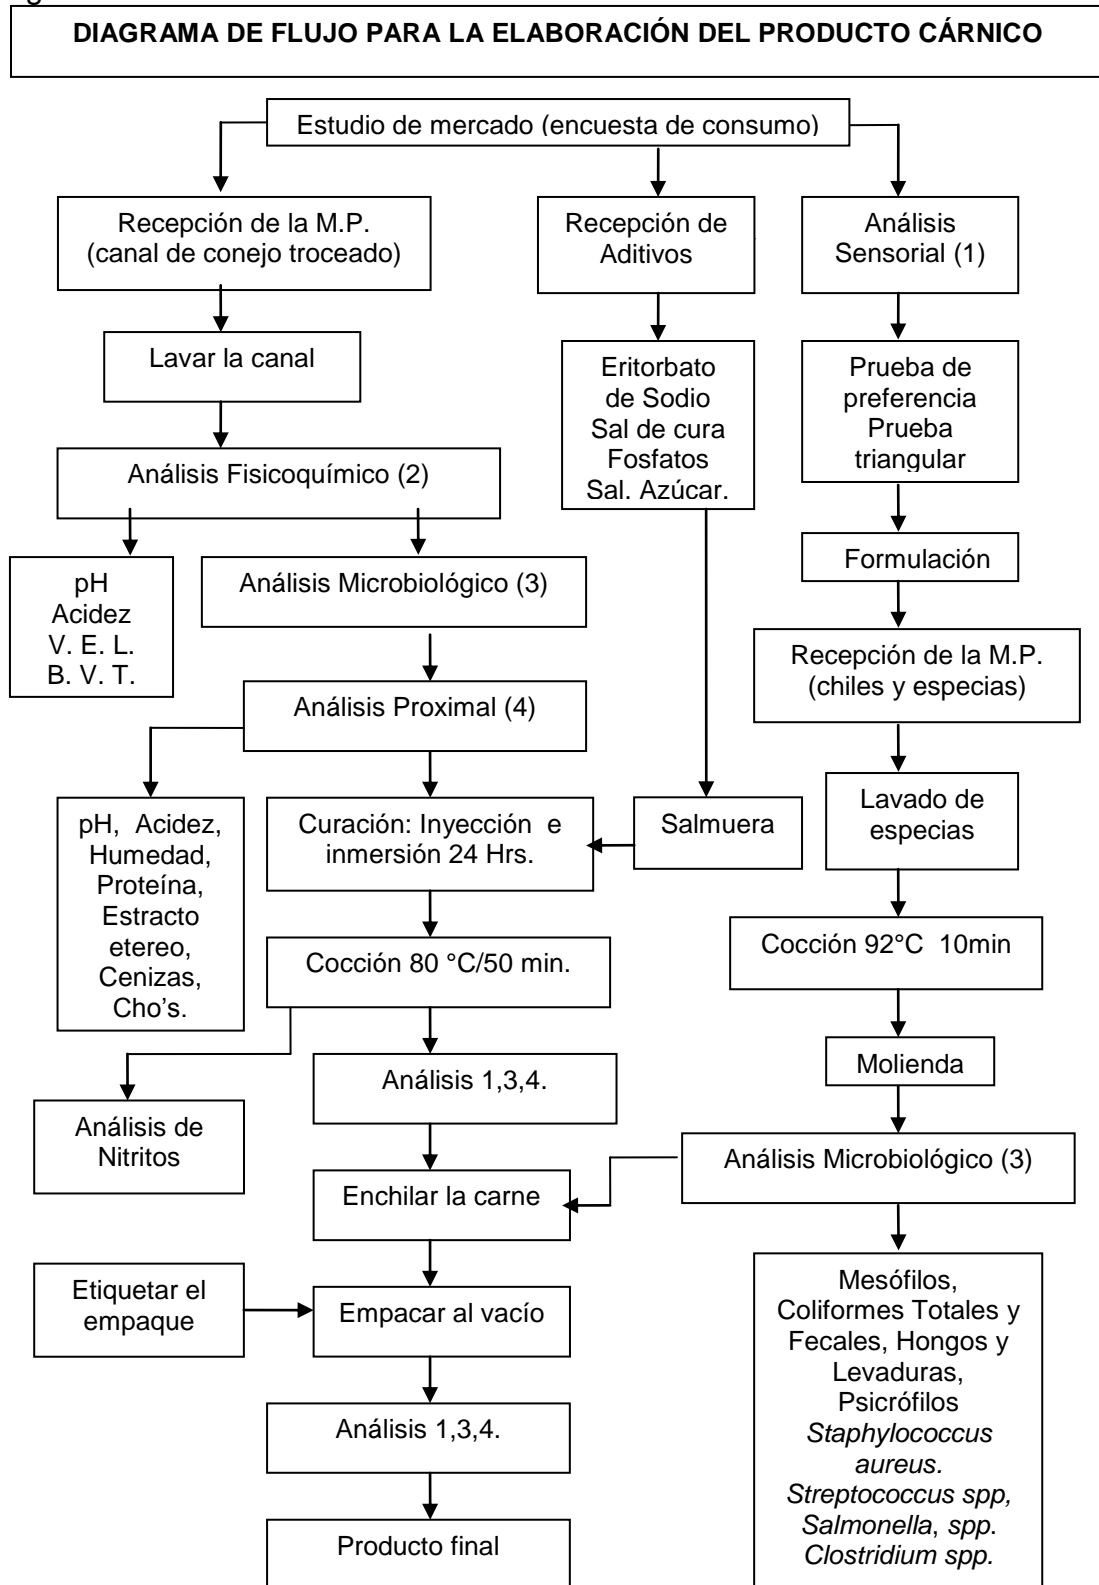 DIAGRAMA DE FLUJO PARA LA ELABORACIÓN DEL PRODUCTO CÁRNICO
Estudio de mercado (encuesta de consumo)
Recepción de la M.P.
(canal de conejo troceado)
Recepción de
Aditivos
Análisis
Sensorial (1)
Lavar la canal
Eritorbato
de Sodio
Sal de cura
Fosfatos
Sal. Azúcar.
Prueba de
preferencia
Prueba
triangular
Análisis Fisicoquímico (2)
Formulación
pH
Acidez
V. E. L.
B. V. T.
Análisis Microbiológico (3)
Recepción de la M.P.
(chiles y especias)
Análisis Proximal (4)
pH, Acidez,
Humedad,
Proteína,
Estracto
etereo,
Cenizas,
Cho's.
Curación: Inyección e
inmersión 24 Hrs.
Salmuera
Lavado de
especias
Cocción 80 °C/50 min.
Cocción 92°C 10min
Análisis 1,3,4.
Molienda
Análisis de
Nitritos
Análisis Microbiológico (3)
Enchilar la carne
Etiquetar el
empaque
Empacar al vacío
Mesófilos,
Coliformes Totales y
Fecales, Hongos y
Levaduras,
Psicrófilos
Staphylococcus
aureus.
Streptococcus spp,
Salmonella, spp.
Clostridium spp.
Análisis 1,3,4.
Producto final